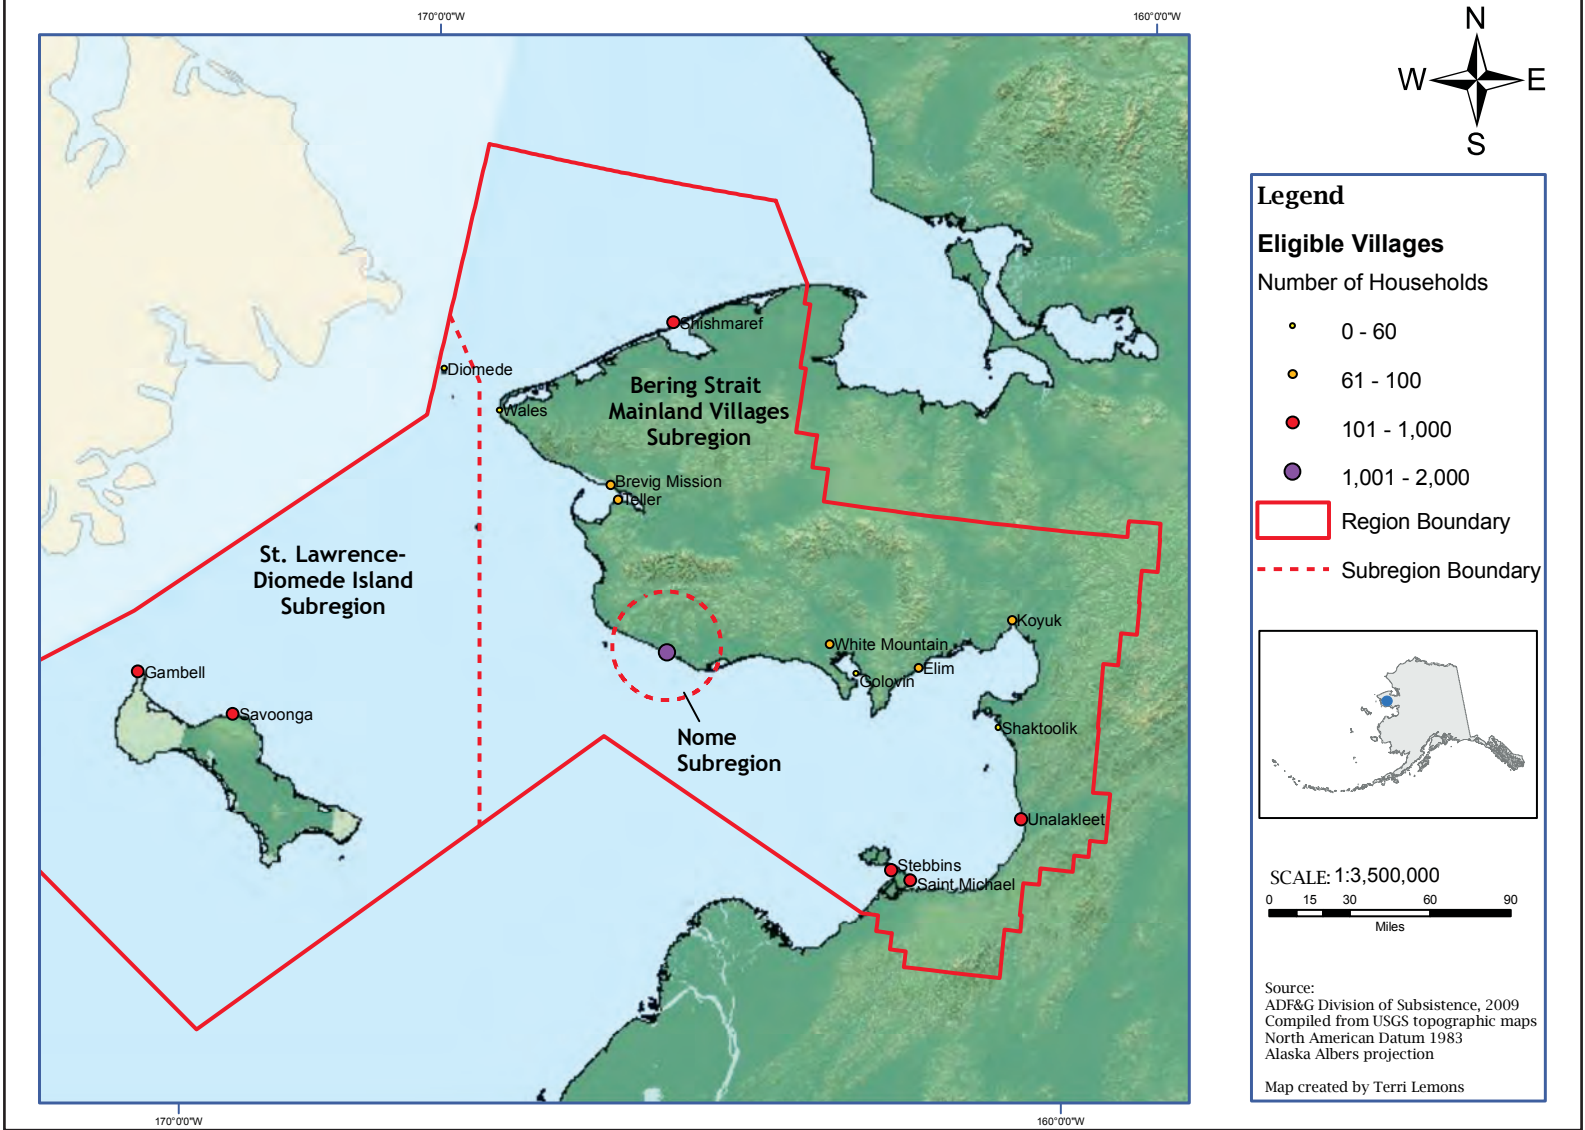 170°0'0"W
160°0'0"W
N
W
E
S
Legend
Eligible Villages
Number of Households
0 - 60
61 - 100
101 - 1,000
1,001 - 2,000
Region Boundary
Subregion Boundary
Shishmaref
Diomede
Wales
Bering Strait
Mainland Villages
Subregion
Brevig Mission
Teller
St. Lawrence-
Diomede Island
Subregion
Koyuk
White Mountain
Elim
Golovin
Gambell
Savoonga
Shaktoolik
Nome
Subregion
Unalakleet
Stebbins
Saint Michael
SCALE: 1:3,500,000
0 15 30 60 90
Miles
Source:
ADF&G Division of Subsistence, 2009
Compiled from USGS topographic maps
North American Datum 1983
Alaska Albers projection
Map created by Terri Lemons
170°0'0"W
160°0'0"W